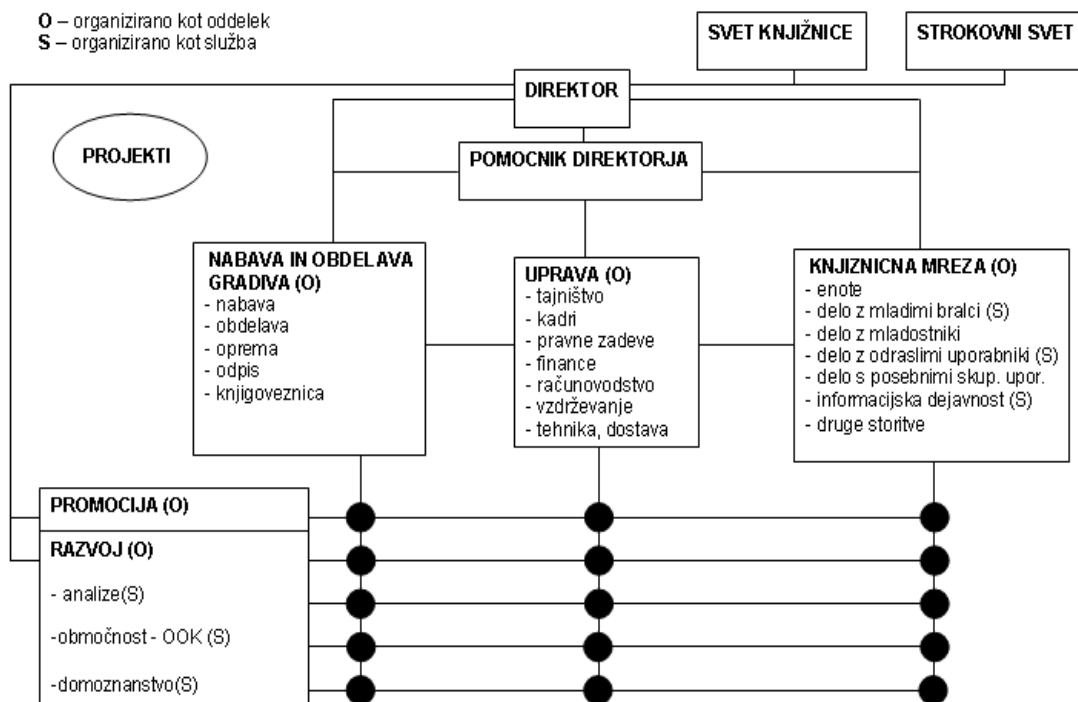 O – organizirano kot oddelek
S – organizirano kot služba
SVET KNJIŽNICE
STROKOVNI SVET
DIREKTOR
PROJEKTI
POMOCNIK DIREKTORJA
NABAVA IN OBDELAVA
GRADIVA (O)
- nabava
- obdelava
- oprema
- odpis
- knjigoveznica
UPRAVA (O)
- tajništvo
- kadri
- pravne zadeve
- finance
- računovodstvo
- vzdrževanje
- tehnika, dostava
KNJIZNICNA MREZA (O)
- enote
- delo z mladimi bralci (S)
- delo z mladostniki
- delo z odraslimi uporabniki (S)
- delo s posebnimi skup. upor.
- informacijska dejavnost (S)
- druge storitve
PROMOCIJA (O)
RAZVOJ (O)
- analize(S)
-območnost - OOK (S)
-domoznanstvo(S)